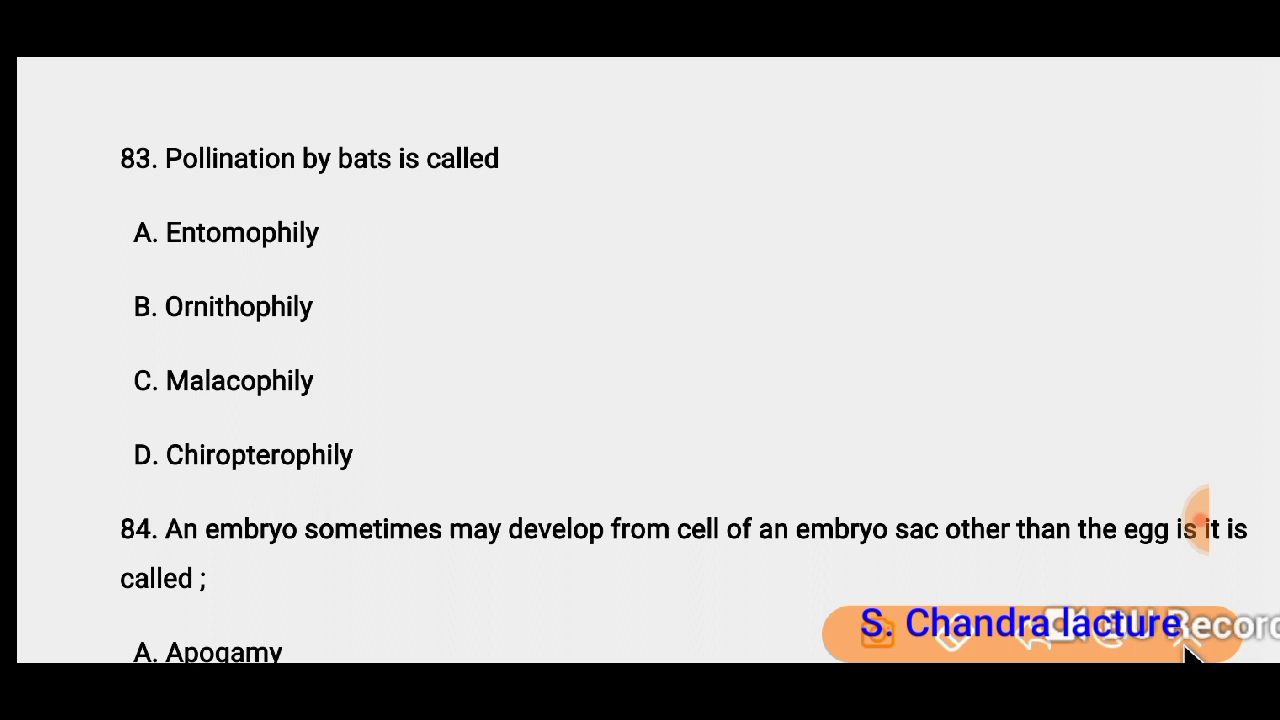 83. Pollination by bats is called
A. Entomophily
B. Ornithophily
C. Malacophily
D. Chiropterophily
84. An embryo sometimes may develop from cell of an embryo sac other than the egg is it is
called ;
A. Apogamy
S. Chandra lacture
Recorc